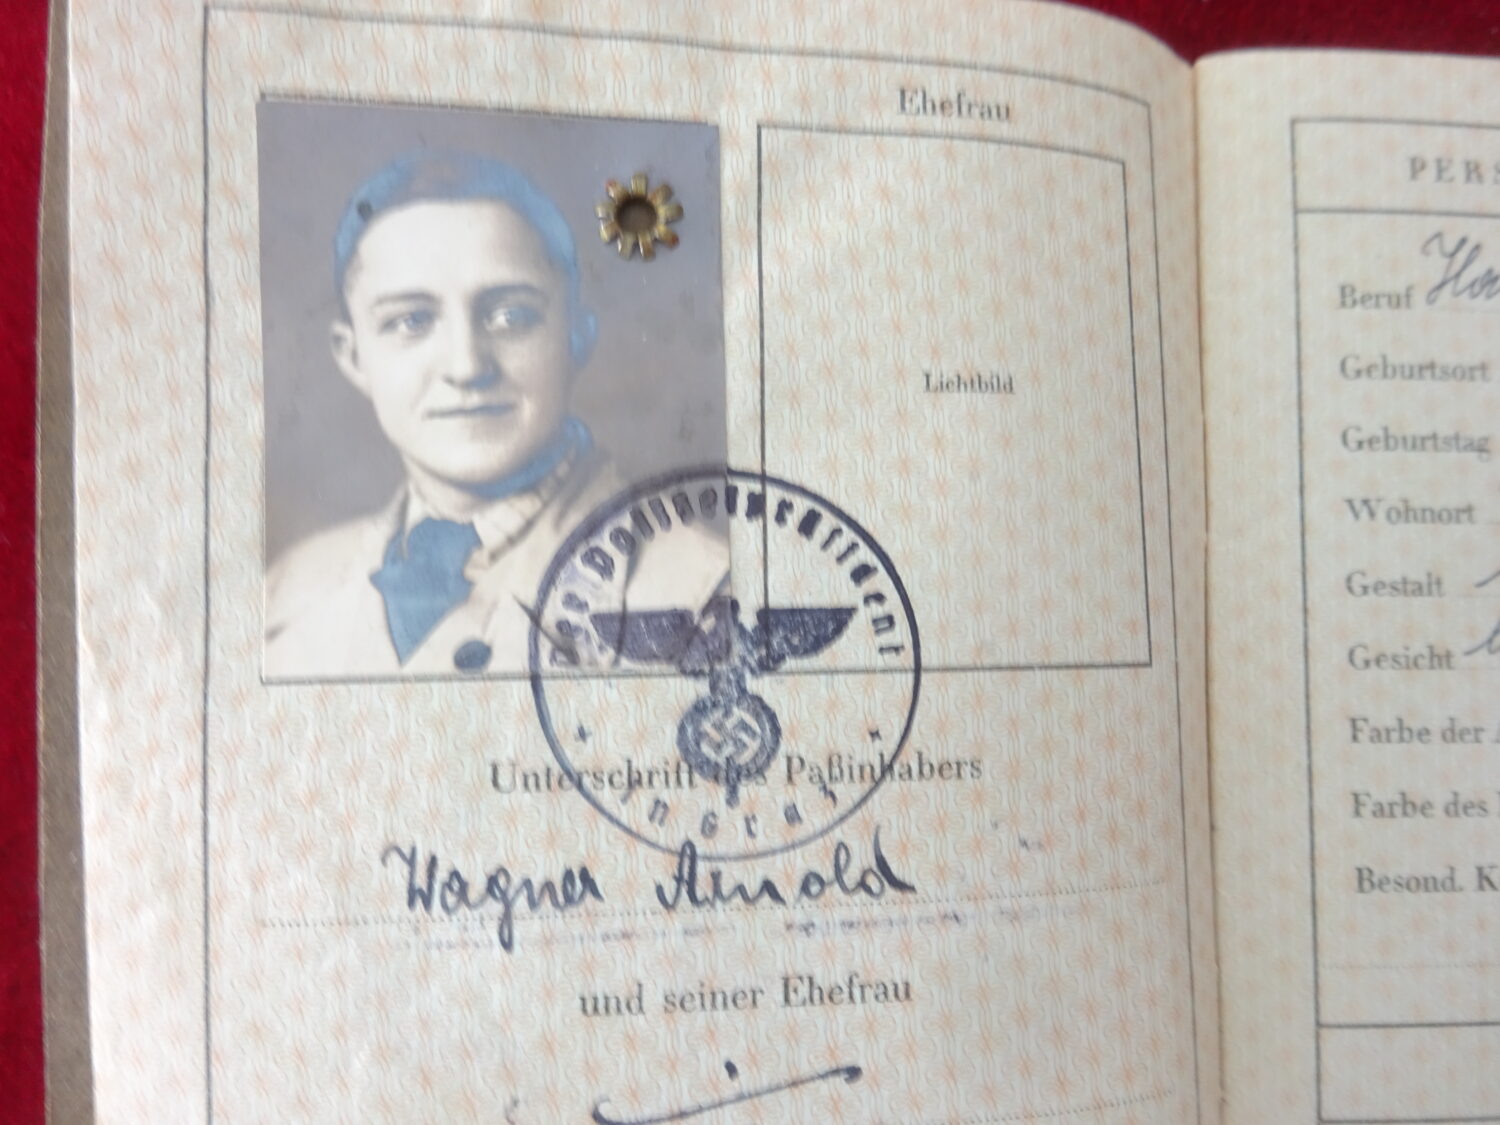 Ehefrau
Lichtbild
Der Polizeipräsident
in Graz
Unterschrift des Paßinhabers
Wagner Arnold
und seiner Ehefrau
PERS
Beruf
Geburtsort
Geburtstag
Wohnort
Gestalt
Gesicht
Farbe der
Farbe des
Besond. K